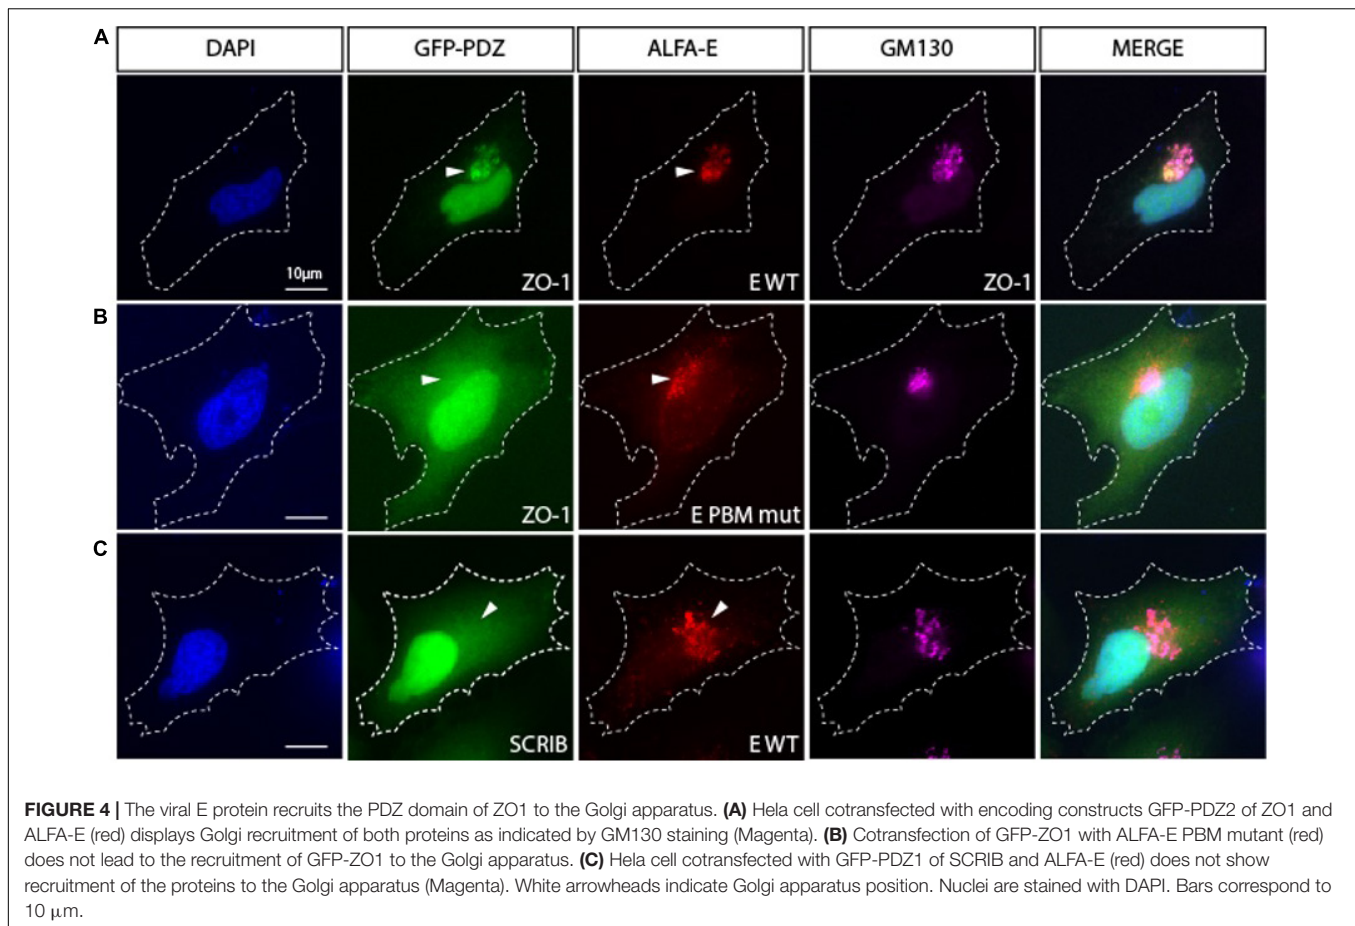 A
DAPI
GFP-PDZ
ALFA-E
GM130
MERGE
10µm
ZO-1
E WT
ZO-1
B
ZO-1
E PBM mut
C
SCRIB
E WT
FIGURE 4 | The viral E protein recruits the PDZ domain of ZO1 to the Golgi apparatus. (A) Hela cell cotransfected with encoding constructs GFP-PDZ2 of ZO1 and
ALFA-E (red) displays Golgi recruitment of both proteins as indicated by GM130 staining (Magenta). (B) Cotransfection of GFP-ZO1 with ALFA-E PBM mutant (red)
does not lead to the recruitment of GFP-ZO1 to the Golgi apparatus. (C) Hela cell cotransfected with GFP-PDZ1 of SCRIB and ALFA-E (red) does not show
recruitment of the proteins to the Golgi apparatus (Magenta). White arrowheads indicate Golgi apparatus position. Nuclei are stained with DAPI. Bars correspond to
10 µm.